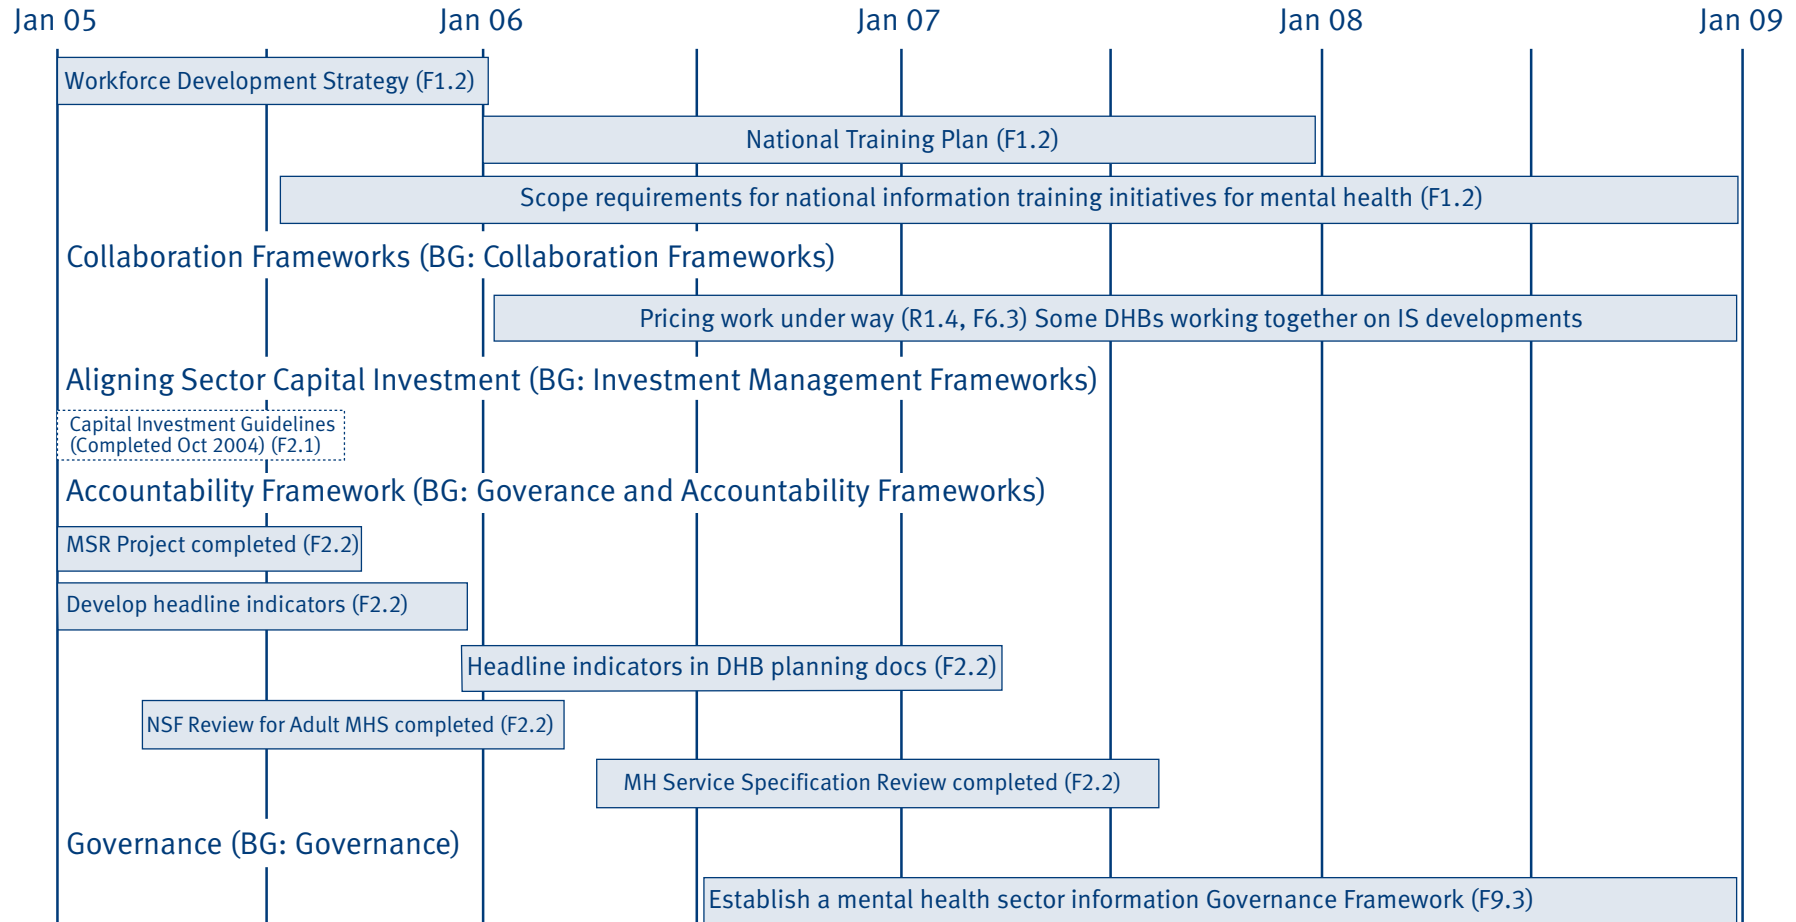 Jan 05 Jan 06 Jan 07 Jan 08 Jan 09
Workforce Development Strategy (F1.2)
National Training Plan (F1.2)
Scope requirements for national information training initiatives for mental health (F1.2)
Collaboration Frameworks (BG: Collaboration Frameworks)
Pricing work under way (R1.4, F6.3) Some DHBs working together on IS developments
Aligning Sector Capital Investment (BG: Investment Management Frameworks)
Capital Investment Guidelines
(Completed Oct 2004) (F2.1)
Accountability Framework (BG: Goverance and Accountability Frameworks)
MSR Project completed (F2.2)
Develop headline indicators (F2.2)
Headline indicators in DHB planning docs (F2.2)
NSF Review for Adult MHS completed (F2.2)
MH Service Specification Review completed (F2.2)
Governance (BG: Governance)
Establish a mental health sector information Governance Framework (F9.3)